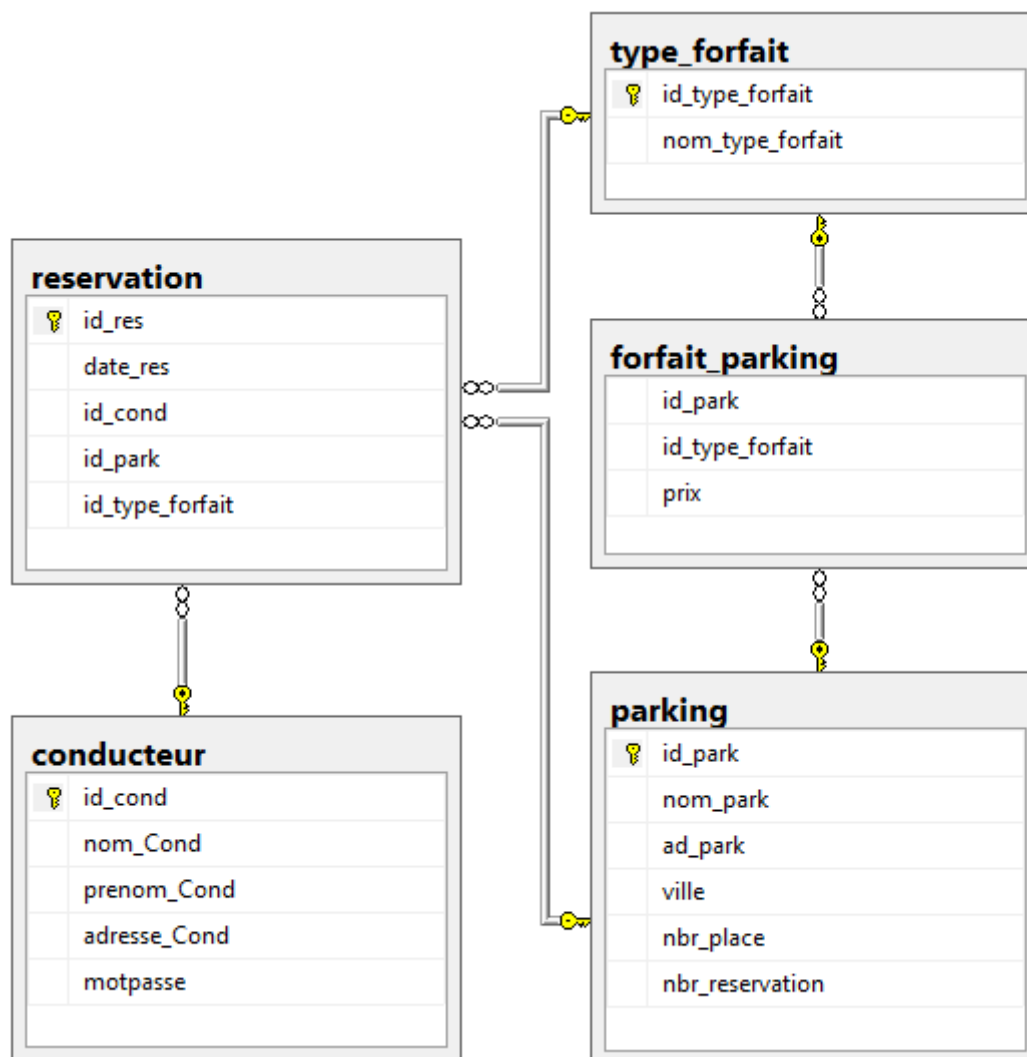 type_forfait
id_type_forfait
nom_type_forfait
reservation
id_res
date_res
id_cond
id_park
id_type_forfait
forfait_parking
id_park
id_type_forfait
prix
conducteur
id_cond
nom_Cond
prenom_Cond
adresse_Cond
motpasse
parking
id_park
nom_park
ad_park
ville
nbr_place
nbr_reservation